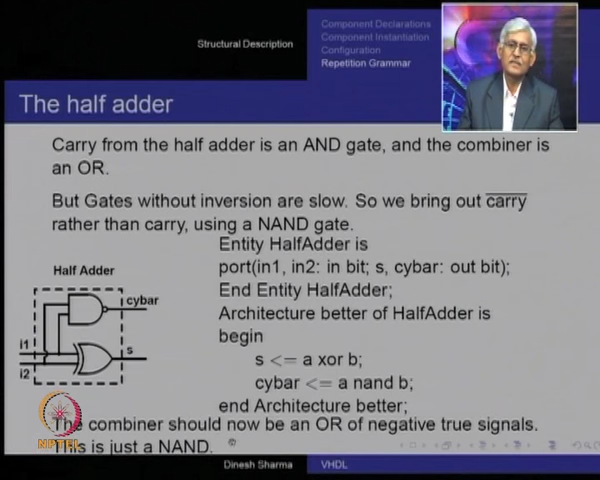 Structural Description
Component Declarations
Component Instantiation
Configuration
Repetition Grammar
The half adder
Carry from the half adder is an AND gate, and the combiner is
an OR.
But Gates without inversion are slow. So we bring out carry
rather than carry, using a NAND gate.
Entity HalfAdder is
port(in1, in2: in bit; s, cybar: out bit);
End Entity HalfAdder;
Architecture better of HalfAdder is
begin
s <= a xor b;
cybar <= a nand b;
end Architecture better;
Half Adder
cybar
i1
s
i2
The combiner should now be an OR of negative true signals.
This is just a NAND.
NPTEL
Dinesh Sharma
VHDL